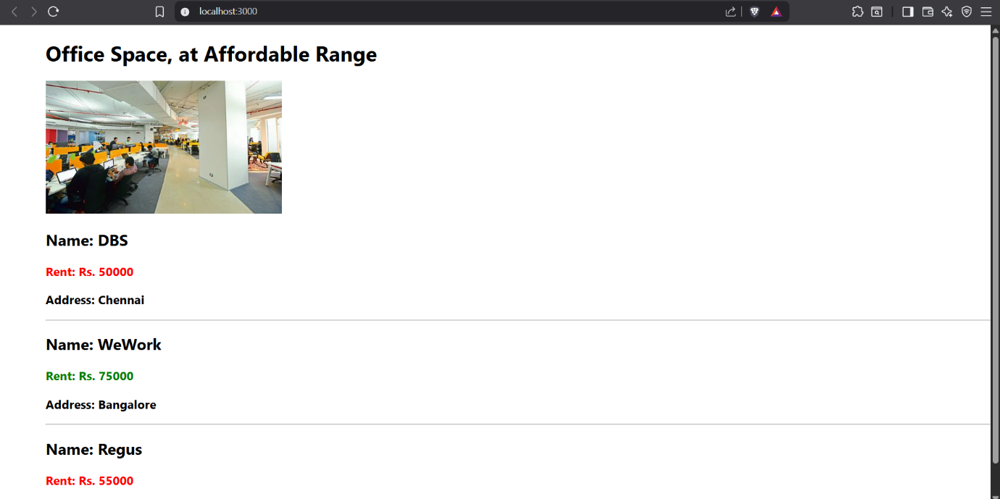 localhost:3000
Office Space, at Affordable Range
Name: DBS
Rent: Rs. 50000
Address: Chennai
Name: WeWork
Rent: Rs. 75000
Address: Bangalore
Name: Regus
Rent: Rs. 55000